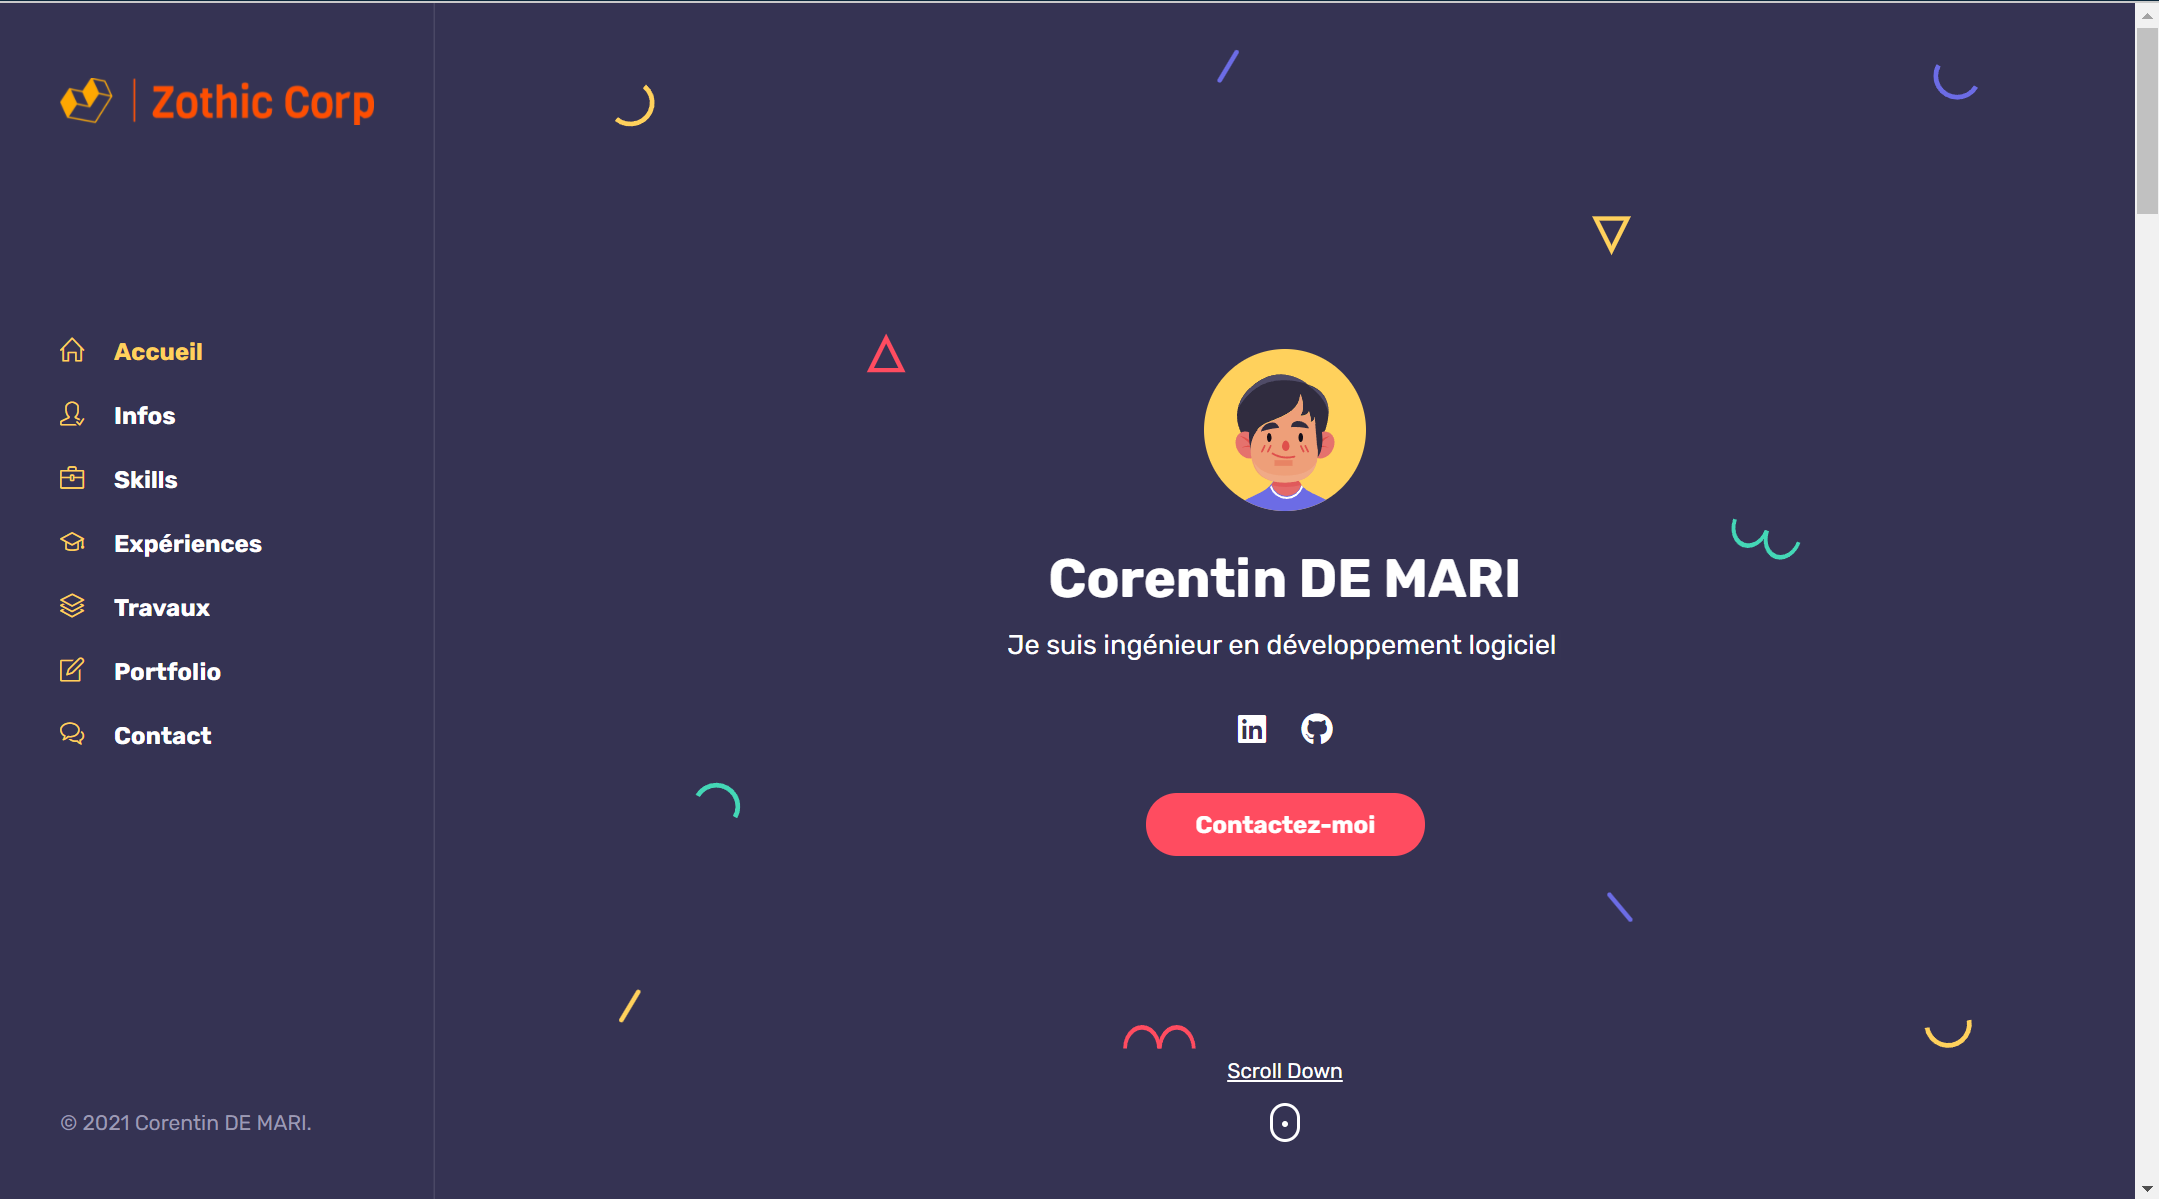 Zothic Corp
Accueil
Infos
Skills
Expériences
Travaux
Portfolio
Contact
© 2021 Corentin DE MARI.
Corentin DE MARI
Je suis ingénieur en développement logiciel
in
Contactez-moi
Scroll Down